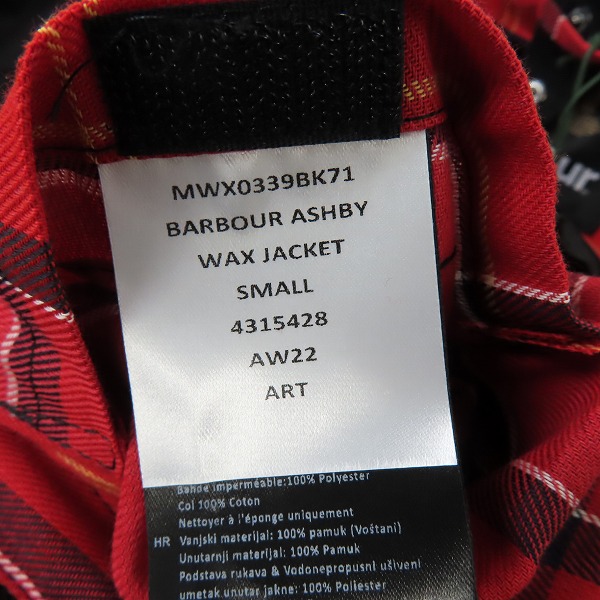 MWX0339BK71
BARBOUR ASHBY
WAX JACKET
SMALL
4315428
AW22
ART
Bande imperméable:100% Polyester
Col 100% Coton
Nettoyer à l'éponge uniquement
HR Vanjski materijal: 100% pamuk (Voštani)
Unutarnji materijal: 100% Pamuk
Podstava rukava & Vodonepropusni ušiveni
umetak unutar jakne: 100% Poliester